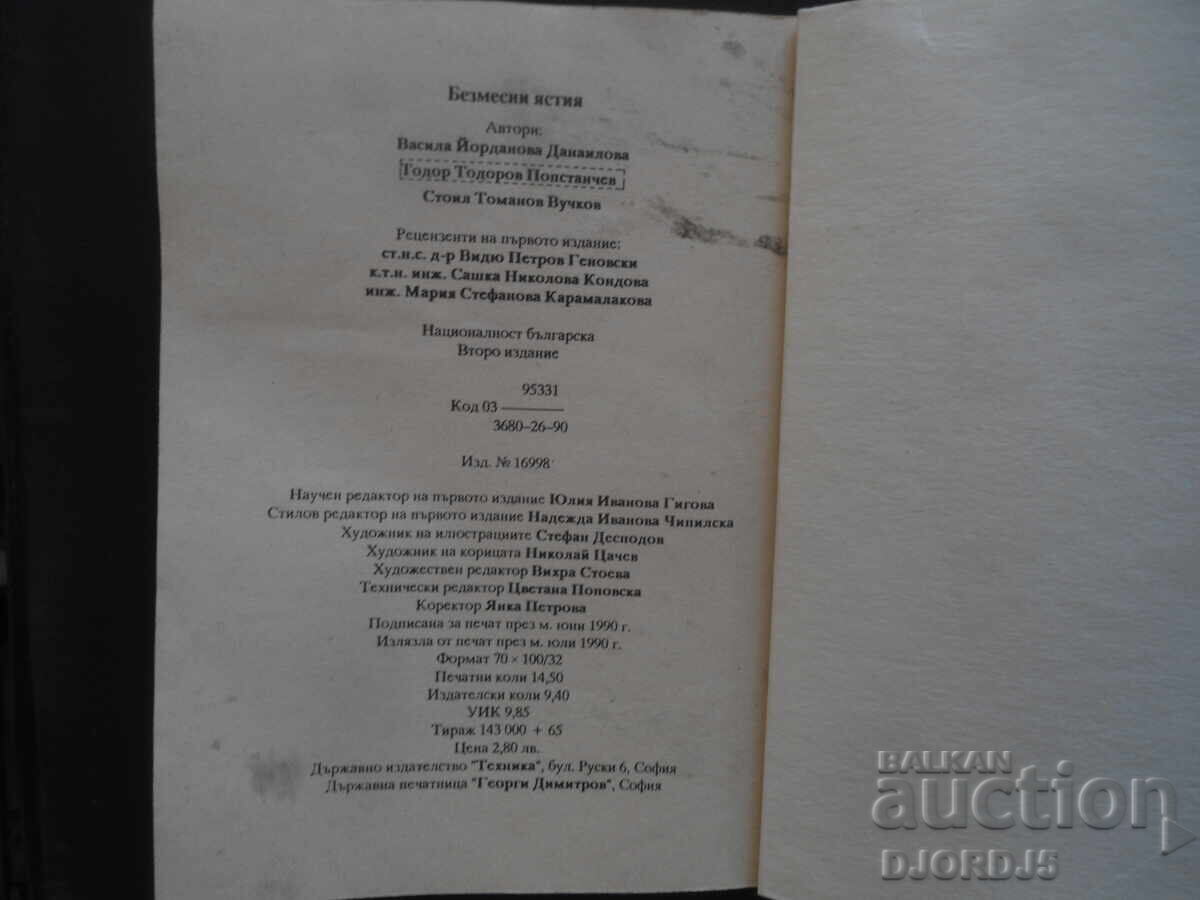 Безмесни ястия
Автори:
Васила Йорданова Данаилова
Тодор Тодоров Попстанчев
Стоил Томанов Вучков
Рецензенти на първото издание:
ст.н.с. д-р Видю Петров Геновски
к.т.н. инж. Сашка Николова Кондова
инж. Мария Стефанова Карамалакова
Националност българска
Второ издание
95331
Код 03
3680-26-90
Изд. № 16998
Научен редактор на първото издание Юлия Иванова Гигова
Стилов редактор на първото издание Надежда Иванова Чипилска
Художник на илюстрациите Стефан Десподов
Художник на корицата Николай Цачев
Художествен редактор Вихра Стоева
Технически редактор Цветана Поповска
Коректор Янка Петрова
Подписана за печат през м. юни 1990 г.
Излязла от печат през м. юли 1990 г.
Формат 70 × 100/32
Печатни коли 14,50
Издателски коли 9,40
УИК 9,85
Тираж 143 000 + 65
Цена 2,80 лв.
Държавно издателство "Техника", бул. Руски 6, София
Държавна печатница "Георги Димитров", София
BALKAN
auction
DJORDJ5